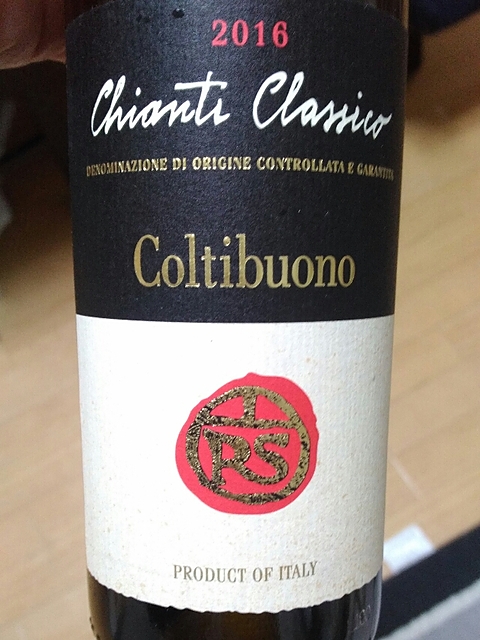 2016
Chianti Classico
DENOMINAZIONE DI ORIGINE CONTROLLATA E GARANTITA
Coltibuono
RS
PRODUCT OF ITALY